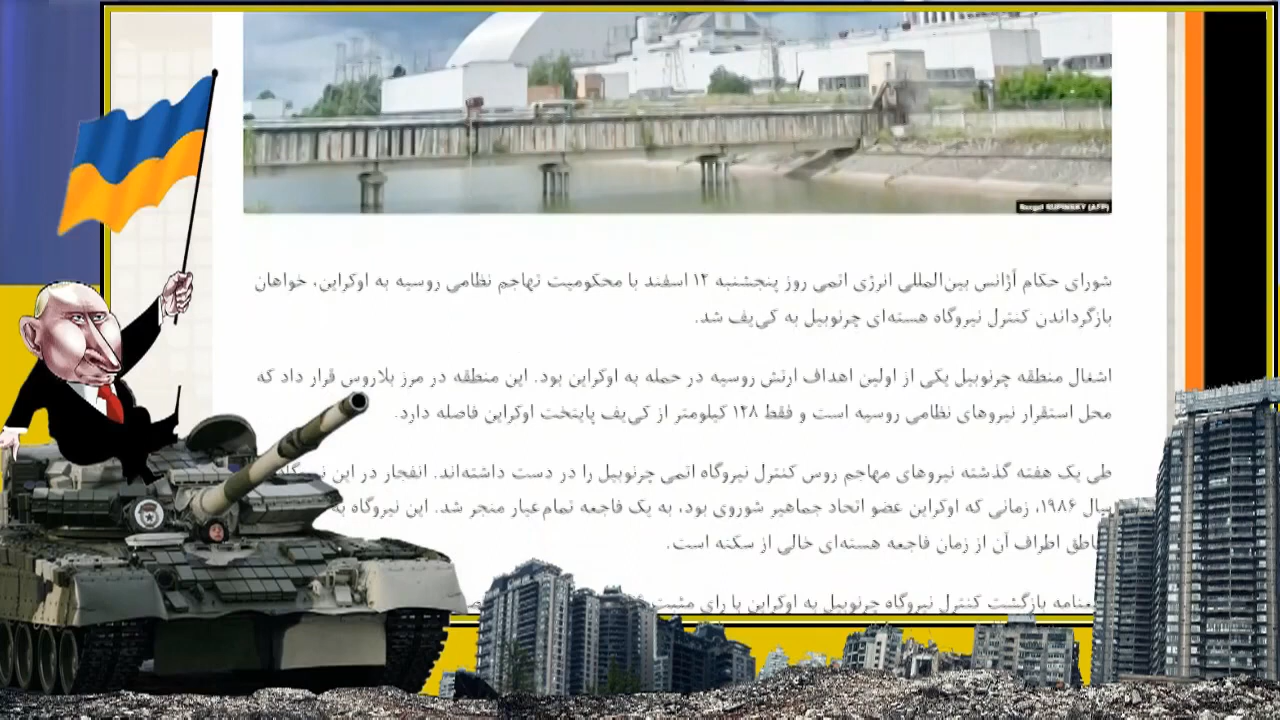 Sergei SUPINSKY (AFP)
شورای حکام آژانس بین‌المللی انرژی اتمی روز پنجشنبه ۱۲ اسفند با محکومیت تهاجم نظامی روسیه به اوکراین، خواهان
بازگرداندن کنترل نیروگاه هسته‌ای چرنوبیل به کی‌یف شد.
اشغال منطقه چرنوبیل یکی از اولین اهداف ارتش روسیه در حمله به اوکراین بود. این منطقه در مرز بلاروس قرار داد که
محل استقرار نیروهای نظامی روسیه است و فقط ۱۲۸ کیلومتر از کی‌یف پایتخت اوکراین فاصله دارد.
طی یک هفته گذشته نیروهای مهاجم روس کنترل نیروگاه اتمی چرنوبیل را در دست داشته‌اند. انفجار در این
سال ۱۹۸۶، زمانی که اوکراین عضو اتحاد جماهیر شوروی بود، به یک فاجعه تمام‌عیار منجر شد. این نیروگاه
اطراف آن از زمان فاجعه هسته‌ای خالی از سکنه است.
بازگشت کنترل نیروگاه چرنوبیل به اوکراین با رای مثبت